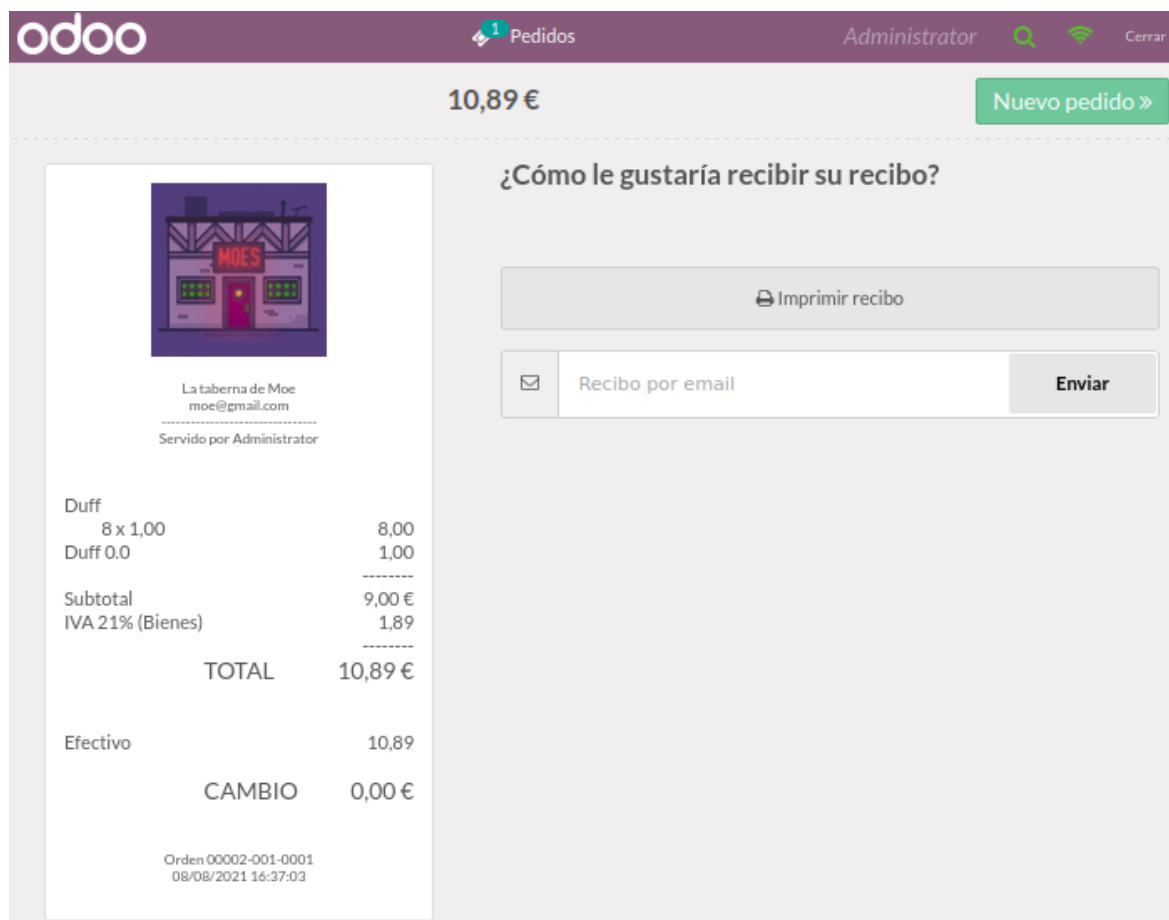 odoo
1 Pedidos
Administrator
Cerrar
10,89 €
Nuevo pedido »
¿Cómo le gustaría recibir su recibo?
Imprimir recibo
Recibo por email
Enviar
MOES
La taberna de Moe
moe@gmail.com
--------------------------------
Servido por Administrator
Duff
8 x 1,00 8,00
Duff 0.0 1,00
--------
Subtotal 9,00 €
IVA 21% (Bienes) 1,89
--------
TOTAL 10,89 €
Efectivo 10,89
CAMBIO 0,00 €
Orden 00002-001-0001
08/08/2021 16:37:03